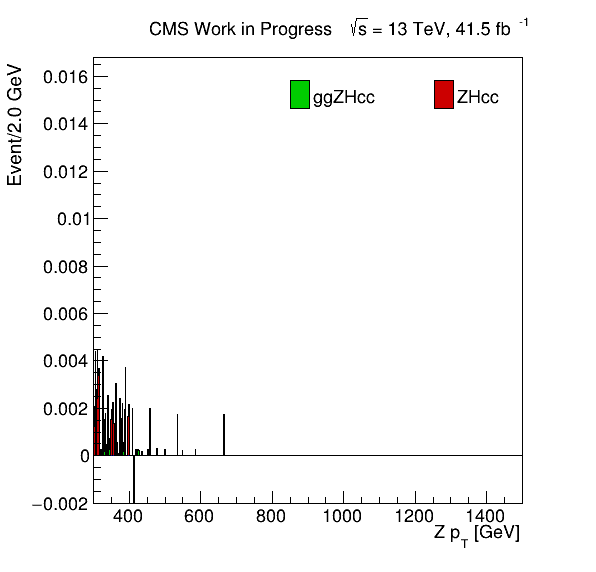 CMS Work in Progress √s = 13 TeV, 41.5 fb -1
Event/2.0 GeV
ggZHcc
ZHcc
0.016
0.014
0.012
0.01
0.008
0.006
0.004
0.002
0
−0.002
400 600 800 1000 1200 1400
Z pT [GeV]